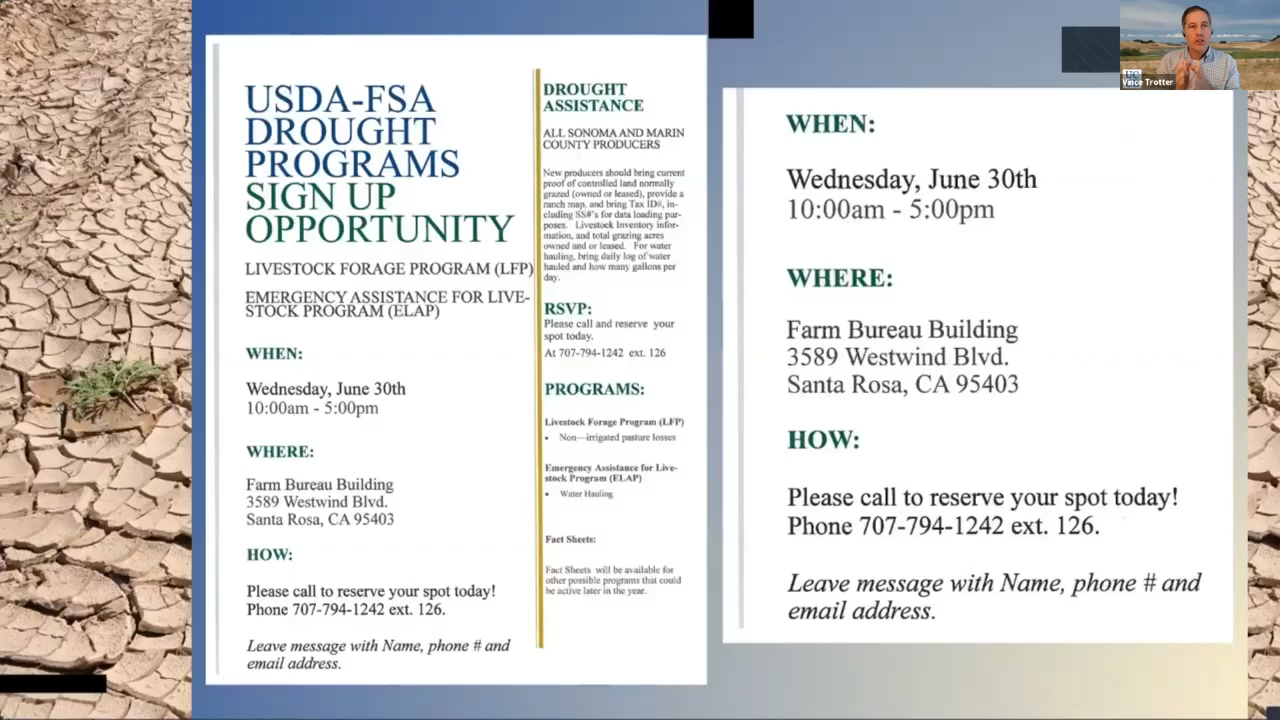 USDA-FSA
DROUGHT
PROGRAMS
SIGN UP
OPPORTUNITY
LIVESTOCK FORAGE PROGRAM (LFP)
EMERGENCY ASSISTANCE FOR LIVE-
STOCK PROGRAM (ELAP)
WHEN:
Wednesday, June 30th
10:00am - 5:00pm
WHERE:
Farm Bureau Building
3589 Westwind Blvd.
Santa Rosa, CA 95403
HOW:
Please call to reserve your spot today!
Phone 707-794-1242 ext. 126.
Leave message with Name, phone # and
email address.
DROUGHT
ASSISTANCE
ALL SONOMA AND MARIN
COUNTY PRODUCERS
New producers should bring current
proof of controlled land normally
grazed (owned or leased), provide a
ranch map, and bring Tax ID#, in-
cluding SS#'s for data loading pur-
poses. Livestock Inventory infor-
mation, and total grazing acres
owned and or leased. For water
hauling, bring daily log of water
hauled and how many gallons per
day.
RSVP:
Please call and reserve your
spot today.
At 707-794-1242 ext. 126
PROGRAMS:
Livestock Forage Program (LFP)
• Non—irrigated pasture losses
Emergency Assistance for Live-
stock Program (ELAP)
• Water Hauling
Fact Sheets:
Fact Sheets will be available for
other possible programs that could
be active later in the year.
WHEN:
Wednesday, June 30th
10:00am - 5:00pm
WHERE:
Farm Bureau Building
3589 Westwind Blvd.
Santa Rosa, CA 95403
HOW:
Please call to reserve your spot today!
Phone 707-794-1242 ext. 126.
Leave message with Name, phone # and
email address.
UC
Vince Trotter